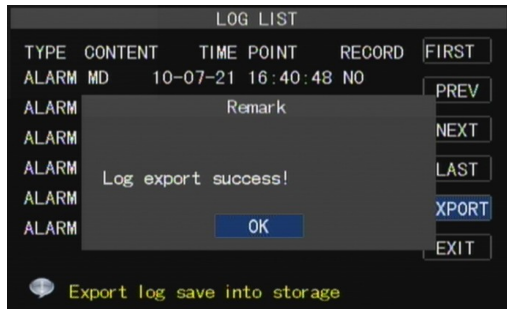 LOG LIST
TYPE CONTENT TIME POINT RECORD
ALARM MD 10-07-21 16:40:48 NO
ALARM
ALARM
ALARM
ALARM
ALARM
Remark
Log export success!
OK
FIRST
PREV
NEXT
LAST
XPORT
EXIT
Export log save into storage